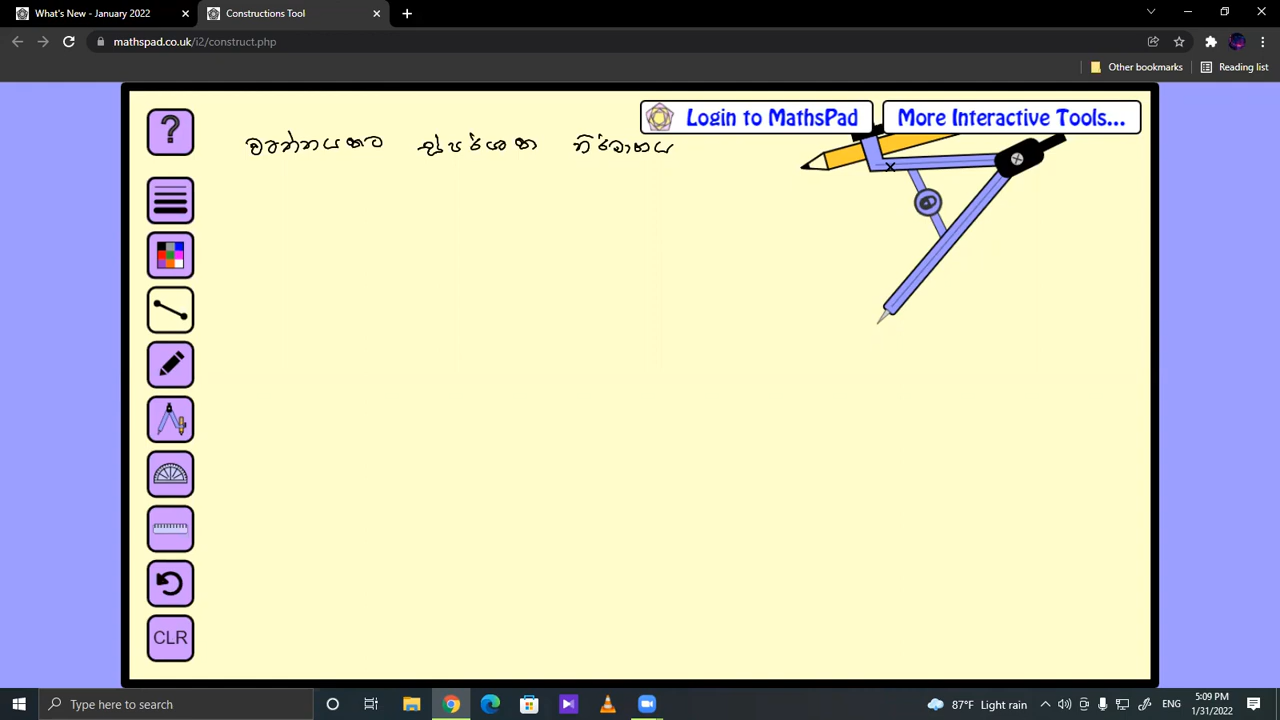 What's New - January 2022
Constructions Tool
mathspad.co.uk/i2/construct.php
Other bookmarks
Reading list
Login to MathsPad
More Interactive Tools...
?
වෘත්තයකට ස්පර්ශක නිර්මාණය
CLR
Type here to search
87°F Light rain
ENG
5:09 PM
1/31/2022